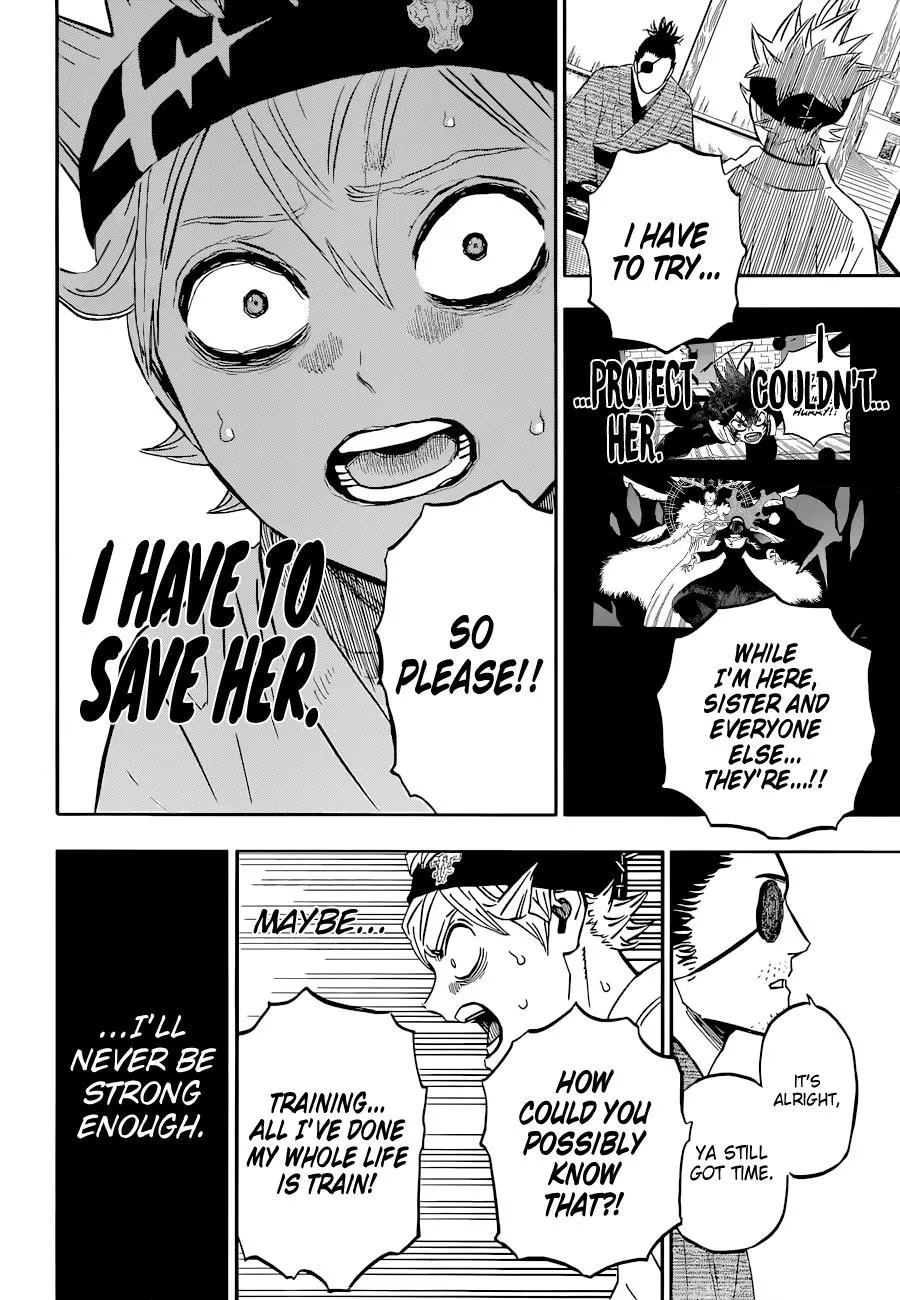 I HAVE
TO TRY...
I
COULDN'T...
HURRY!!
...PROTECT
HER.
WHILE
I'M HERE,
SISTER AND
EVERYONE
ELSE...
THEY'RE...!!
SO
PLEASE!!
I HAVE TO
SAVE HER.
IT'S
ALRIGHT,
YA STILL
GOT TIME.
HOW
COULD YOU
POSSIBLY
KNOW
THAT?!
TRAINING...
ALL I'VE DONE
MY WHOLE LIFE
IS TRAIN!
MAYBE...
...I'LL
NEVER BE
STRONG
ENOUGH.